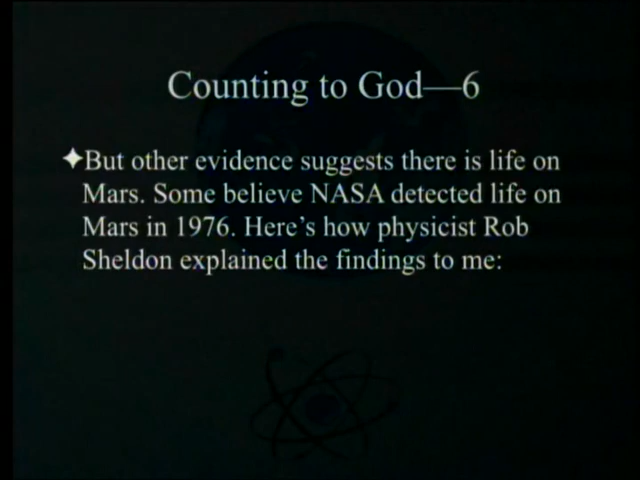 Counting to God—6
✦But other evidence suggests there is life on
Mars. Some believe NASA detected life on
Mars in 1976. Here's how physicist Rob
Sheldon explained the findings to me: